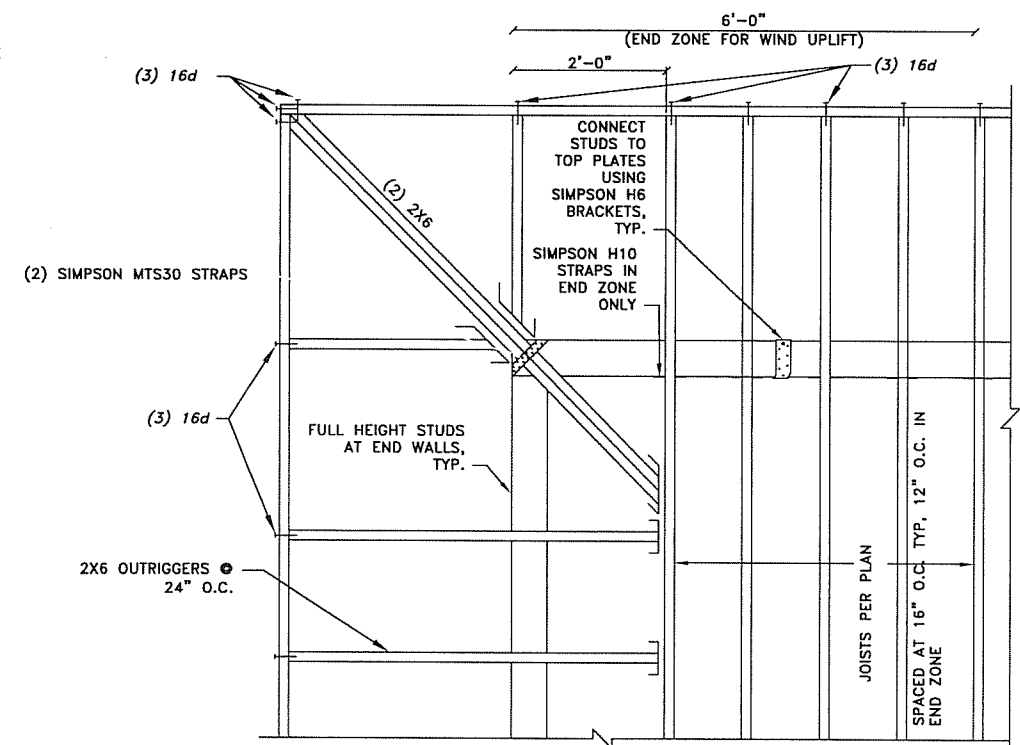 6'-0"
(END ZONE FOR WIND UPLIFT)
2'-0"
(3) 16d
(3) 16d
CONNECT
STUDS TO
TOP PLATES
USING
SIMPSON H6
BRACKETS,
TYP.
(2) 2X6
(2) SIMPSON MTS30 STRAPS
SIMPSON H10
STRAPS IN
END ZONE
ONLY
(3) 16d
FULL HEIGHT STUDS
AT END WALLS,
TYP.
2X6 OUTRIGGERS @
24" O.C.
JOISTS PER PLAN
SPACED AT 16" O.C. TYP, 12" O.C. IN
END ZONE